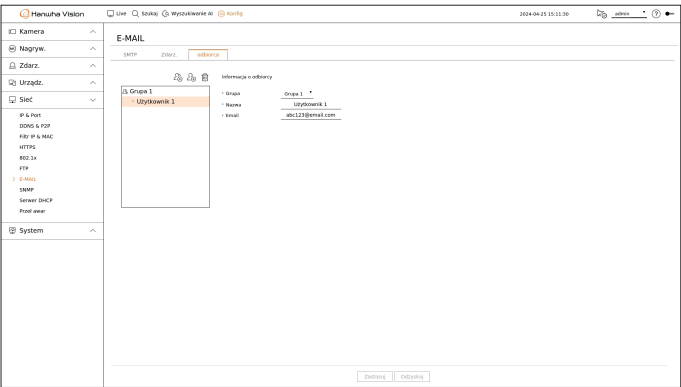 Hanwha Vision
Live Szukaj Wyszukiwanie AI Konfig
2024-04-25 15:11:30
admin
Kamera
Nagryw.
Zdarz.
Urządz.
Sieć
IP & Port
DDNS & P2P
Filtr IP & MAC
HTTPS
802.1x
FTP
E-MAIL
SNMP
Serwer DHCP
Przeł awar
System
E-MAIL
SMTP Zdarz. odbiorca
Grupa 1
Użytkownik 1
Informacja o odbiorcy
Grupa Grupa 1
Nazwa Użytkownik 1
Email abc123@email.com
Zastosuj Odzyskaj